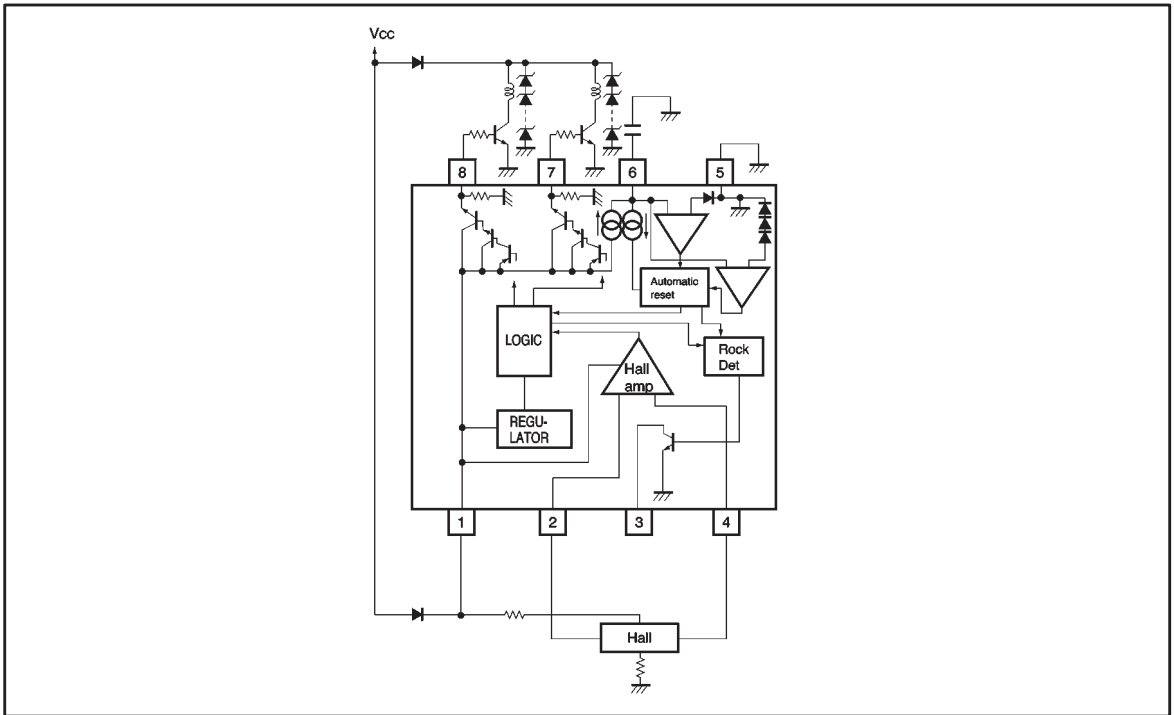 Vcc
8
7
6
5
Automatic
reset
LOGIC
Rock
Det
Hall
amp
REGU-
LATOR
1
2
3
4
Hall